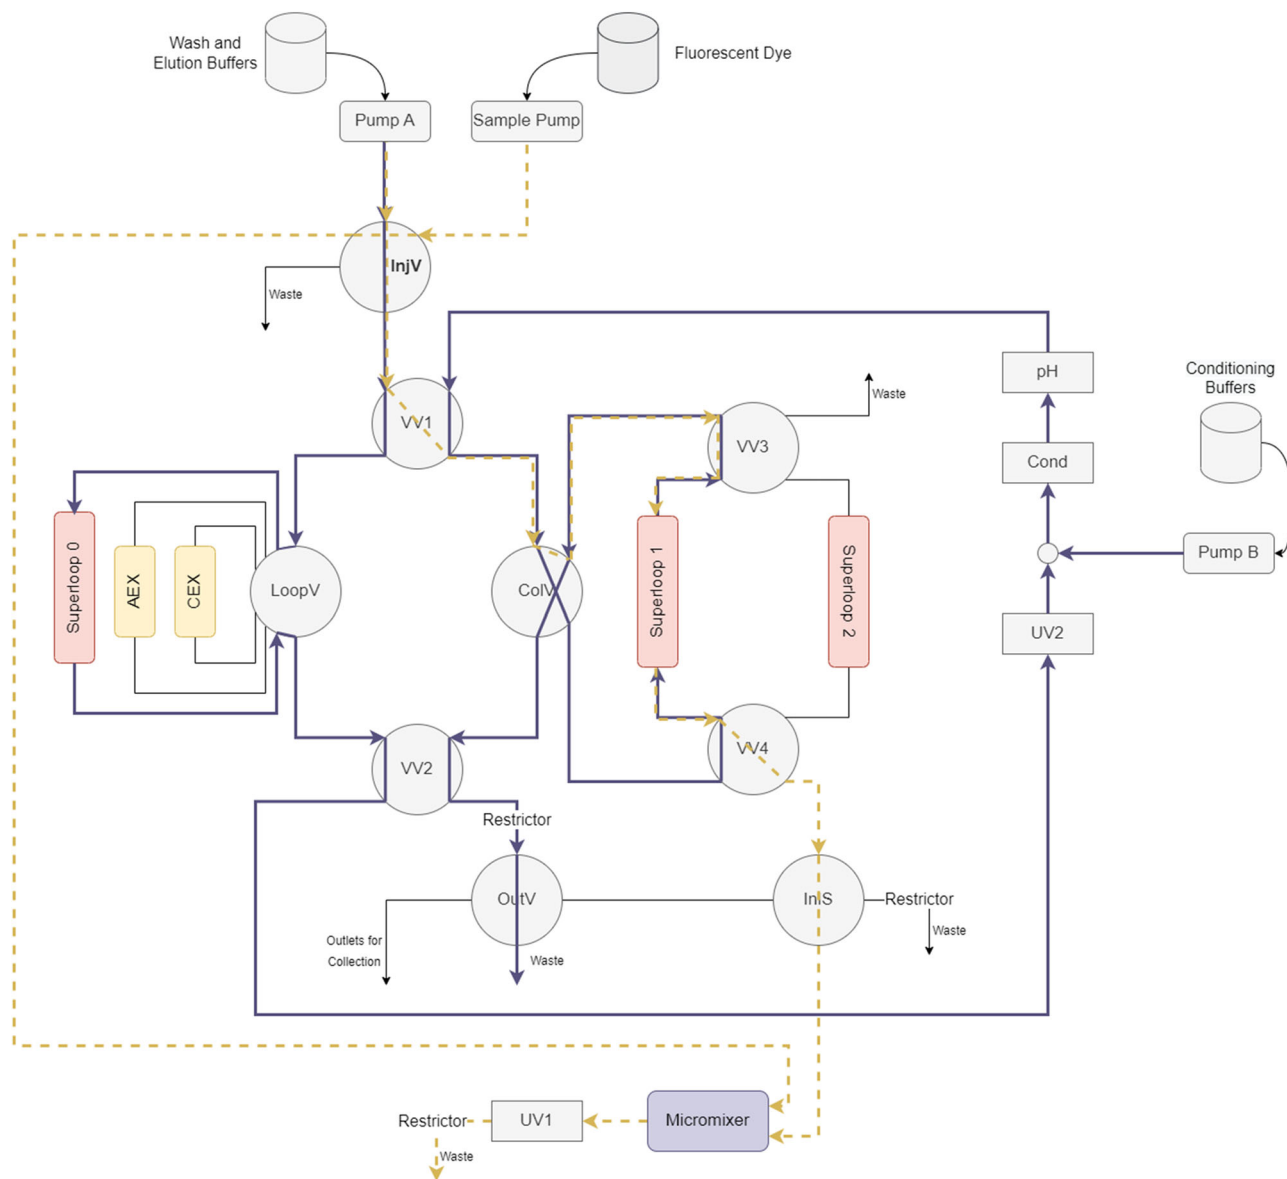 Wash and
Elution Buffers
Fluorescent Dye
Pump A
Sample Pump
InjV
Waste
pH
Conditioning
Buffers
Waste
VV1
VV3
Cond
Superloop 0
AEX
CEX
LoopV
ColV
Superloop 1
Superloop 2
Pump B
UV2
VV2
VV4
Restrictor
OutV
InlS
Restrictor
Outlets for
Collection
Waste
Waste
Restrictor
UV1
Micromixer
Waste